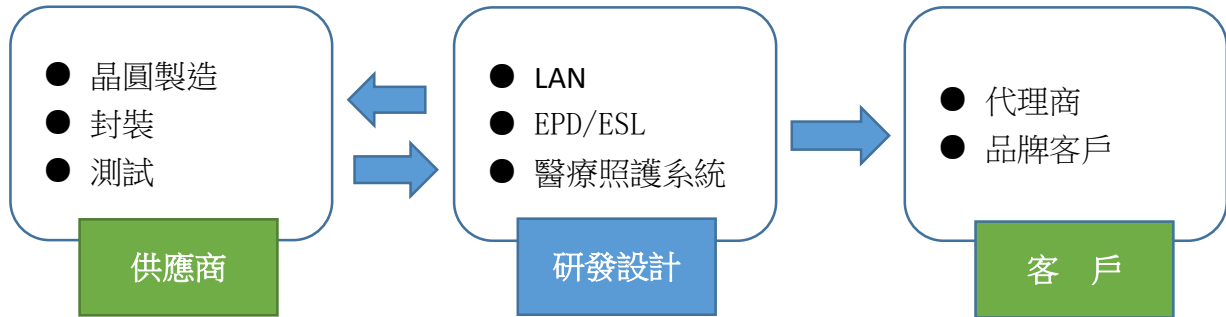 晶圓製造
封裝
測試
供應商
LAN
EPD/ESL
醫療照護系統
研發設計
代理商
品牌客戶
客 戶